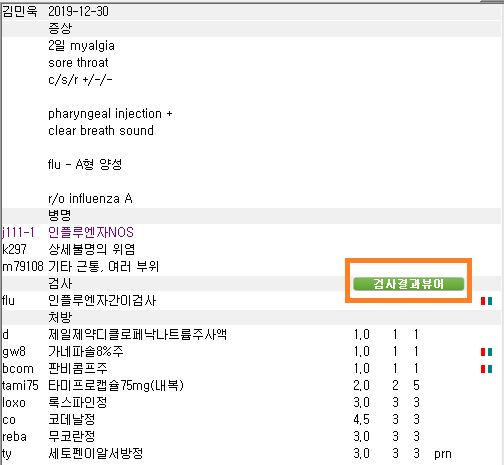 김민욱 2019-12-30
증상
2일 myalgia
sore throat
c/s/r +/-/-
pharyngeal injection +
clear breath sound
flu - A형 양성
r/o influenza A
병명
j111-1 인플루엔자NOS
k297 상세불명의 위염
m79108 기타 근통, 여러 부위
검사 검사결과뷰어
flu 인플루엔자간이검사
처방
d 제일제약디클로페낙나트륨주사액 1.0 1 1
gw8 가네파솔8%주 1.0 1 1
bcom 판비콤프주 1.0 1 1
tami75 타미프로캡슐75mg(내복) 2.0 2 5
loxo 록스파인정 3.0 3 3
co 코데날정 4.5 3 3
reba 무코란정 3.0 3 3
ty 세토펜이알서방정 3.0 3 3 prn